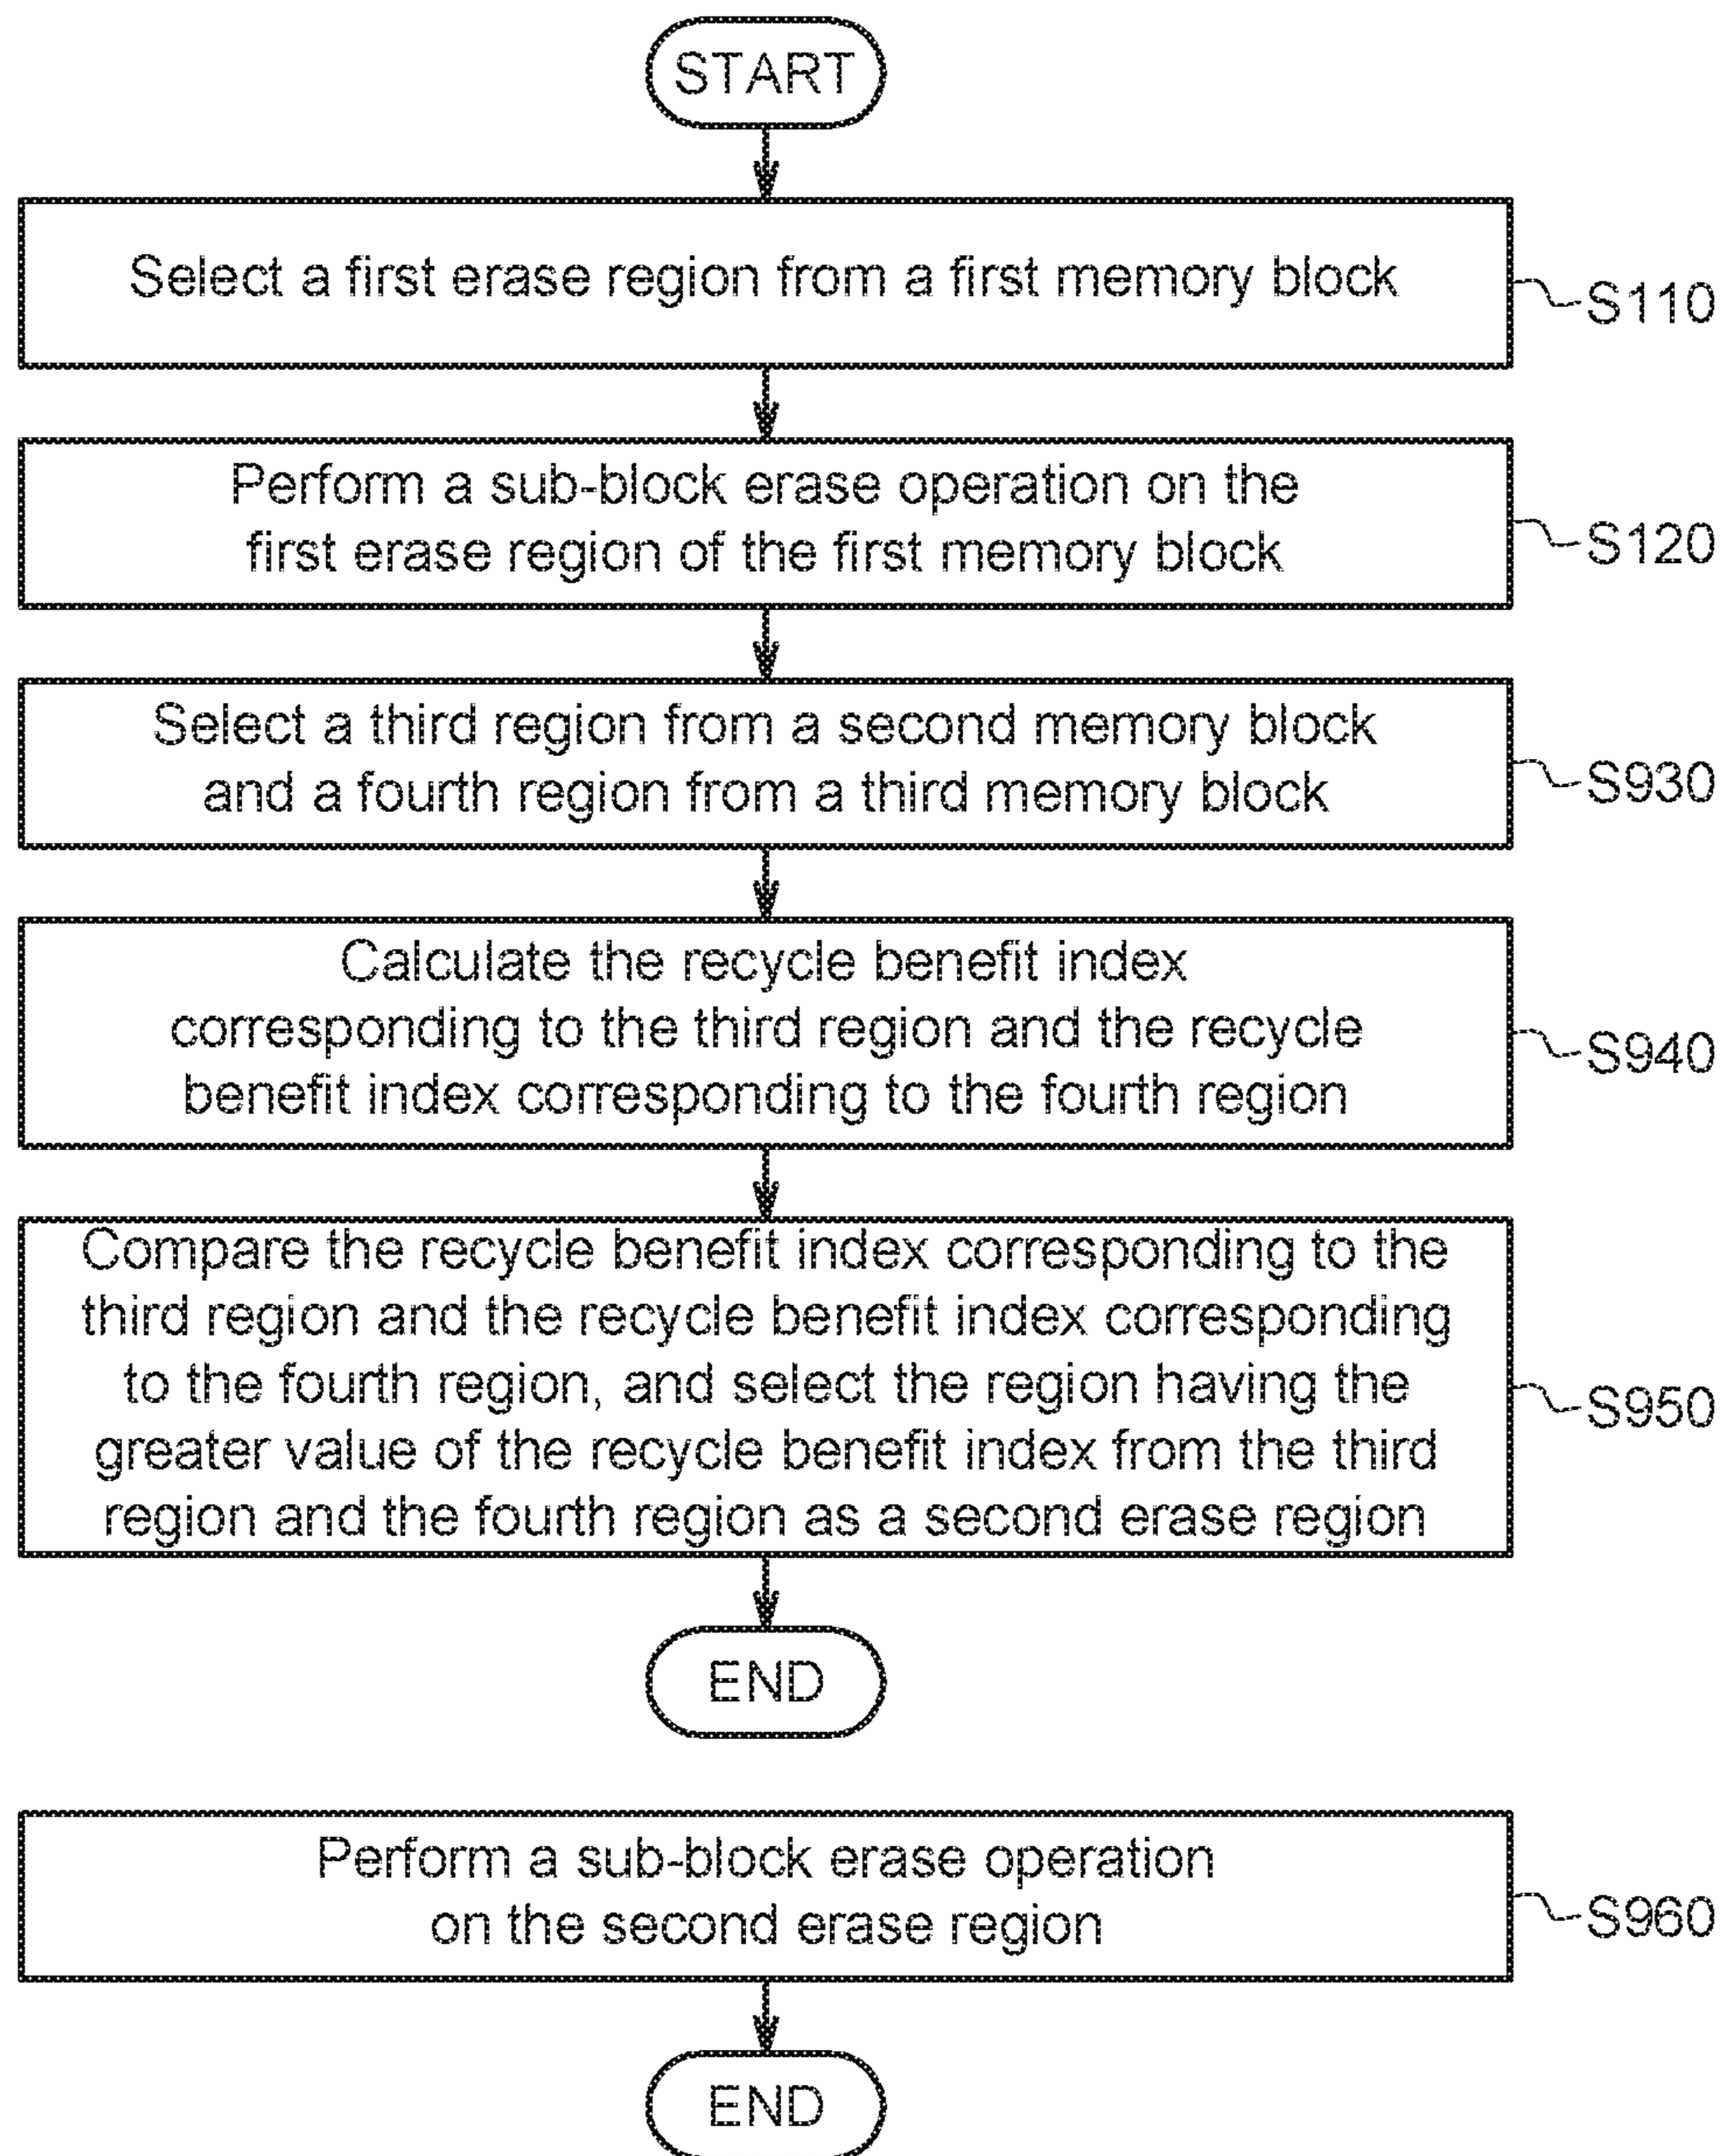 START
Select a first erase region from a first memory block
S110
Perform a sub-block erase operation on the
first erase region of the first memory block
S120
Select a third region from a second memory block
and a fourth region from a third memory block
S930
Calculate the recycle benefit index
corresponding to the third region and the recycle
benefit index corresponding to the fourth region
S940
Compare the recycle benefit index corresponding to the
third region and the recycle benefit index corresponding
to the fourth region, and select the region having the
greater value of the recycle benefit index from the third
region and the fourth region as a second erase region
S950
END
Perform a sub-block erase operation
on the second erase region
S960
END